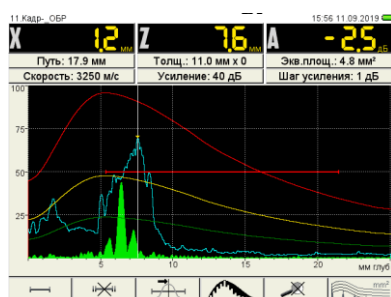 11.Кадр-_ОБР 15:56 11.09.2019
X 1,2 мм Z 7,6 мм A -2,5 дБ
Путь: 17.9 мм Толщ.: 11.0 мм x 0 Экв.площ.: 4.8 мм²
Скорость: 3250 м/с Усиление: 40 дБ Шаг усиления: 1 дБ
100
75
50
25
5 10 15 20
мм глуб